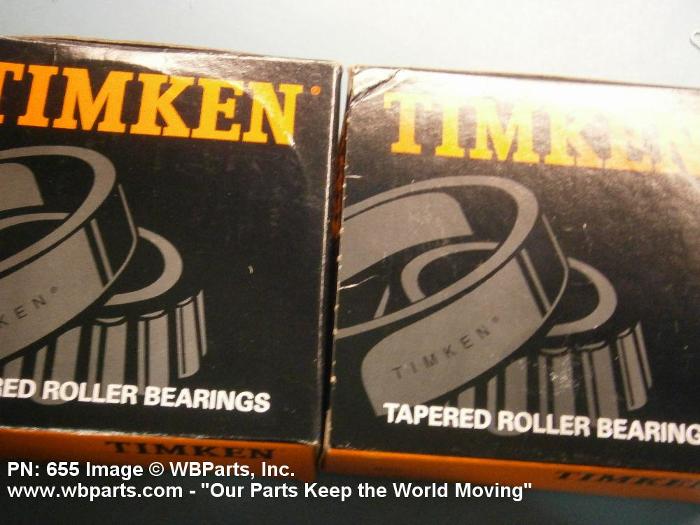 TIMKEN
TIMKEN
TIMKEN®
KEN®
RED ROLLER BEARINGS
TAPERED ROLLER BEARING
TIMKEN
TIMKEN
PN: 655 Image © WBParts, Inc.
www.wbparts.com - "Our Parts Keep the World Moving"